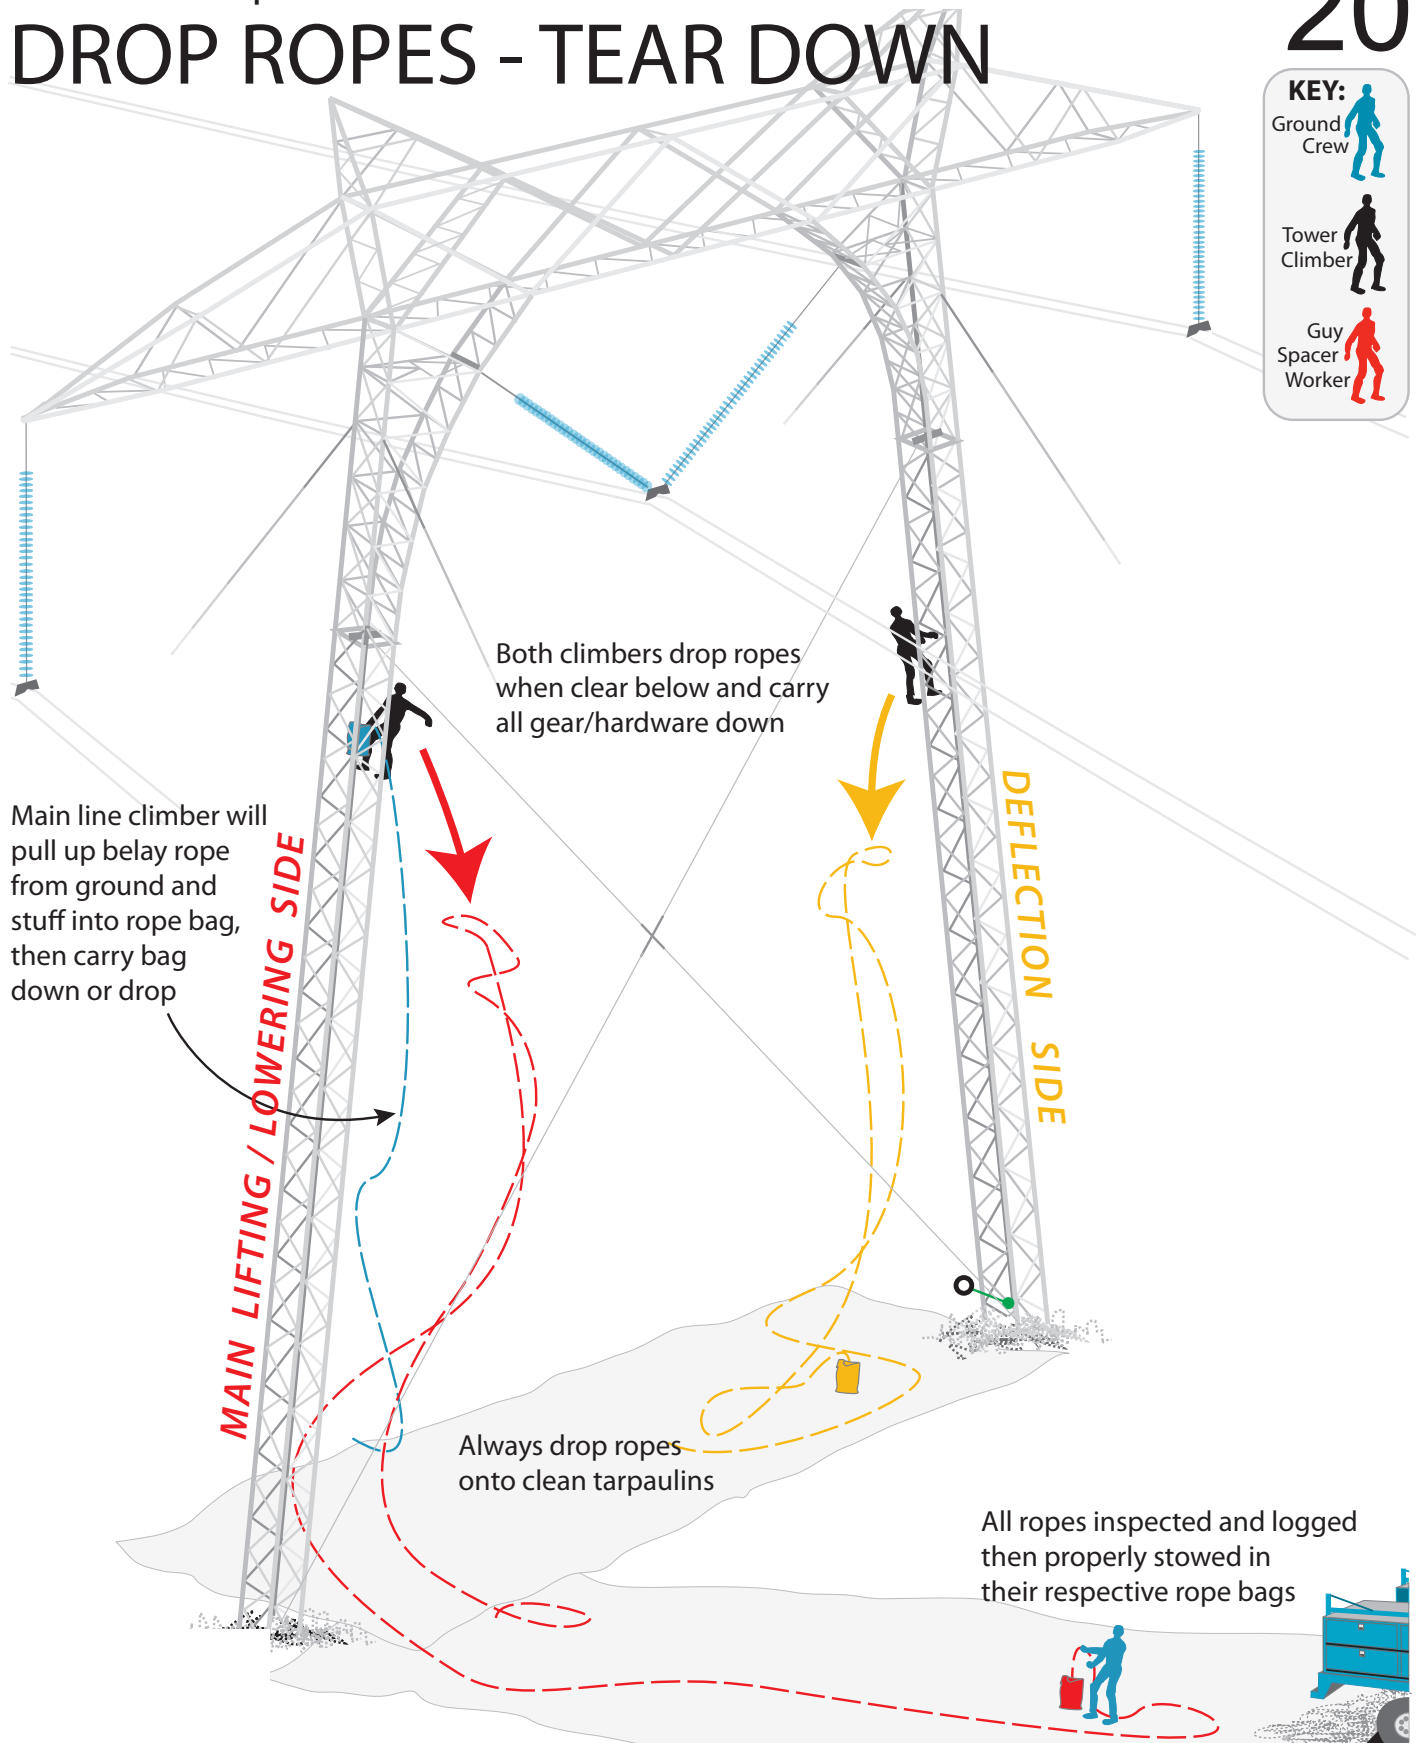 DROP ROPES - TEAR DOWN
20
KEY:
Ground
Crew
Tower
Climber
Guy
Spacer
Worker
Both climbers drop ropes
when clear below and carry
all gear/hardware down
Main line climber will
pull up belay rope
from ground and
stuff into rope bag,
then carry bag
down or drop
MAIN LIFTING / LOWERING SIDE
DEFLECTION SIDE
Always drop ropes
onto clean tarpaulins
All ropes inspected and logged
then properly stowed in
their respective rope bags